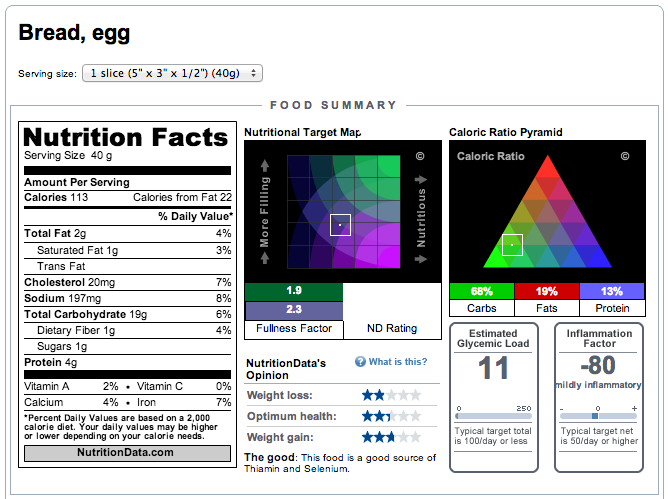 Bread, egg
Serving size: 1 slice (5" x 3" x 1/2") (40g)
FOOD SUMMARY
Nutrition Facts
Serving Size 40 g
Amount Per Serving
Calories 113 Calories from Fat 22
% Daily Value*
Total Fat 2g 4%
Saturated Fat 1g 3%
Trans Fat
Cholesterol 20mg 7%
Sodium 197mg 8%
Total Carbohydrate 19g 6%
Dietary Fiber 1g 4%
Sugars 1g
Protein 4g
Vitamin A 2% • Vitamin C 0%
Calcium 4% • Iron 7%
*Percent Daily Values are based on a 2,000
calorie diet. Your daily values may be higher
or lower depending on your calorie needs.
NutritionData.com
Nutritional Target Map
©
More Filling
Nutritious
1.9
2.3
Fullness Factor ND Rating
NutritionData's
Opinion
? What is this?
Weight loss:
Optimum health:
Weight gain:
The good: This food is a good source of
Thiamin and Selenium.
Caloric Ratio Pyramid
Caloric Ratio ©
68% 19% 13%
Carbs Fats Protein
Estimated
Glycemic Load
11
0 250
Typical target total
is 100/day or less
Inflammation
Factor
-80
mildly inflammatory
- 0 +
Typical target net
is 50/day or higher